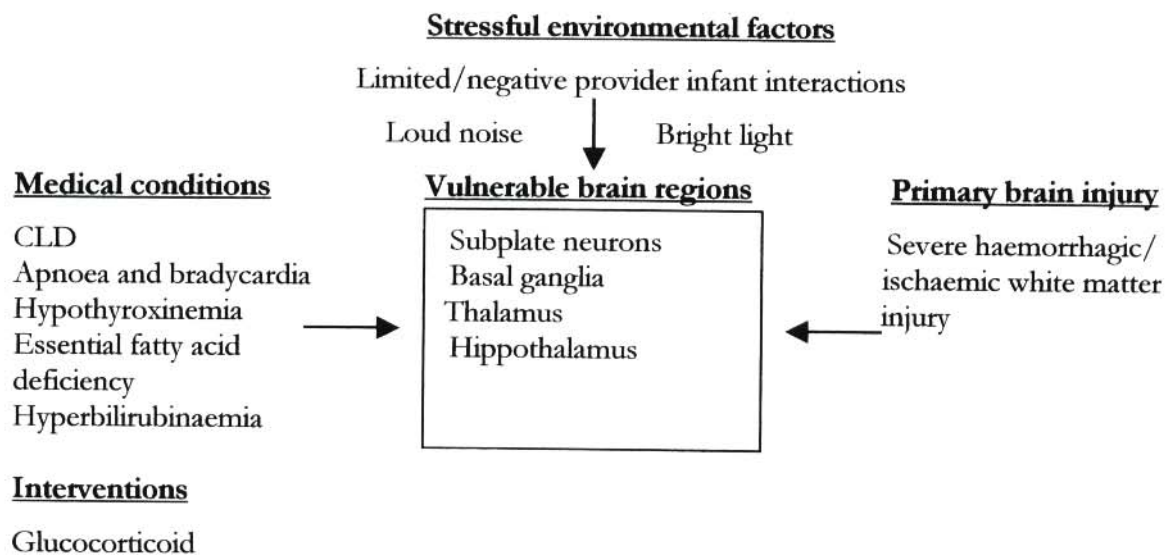 Stressful environmental factors
Limited/negative provider infant interactions
Loud noise
Bright light
Medical conditions
CLD
Apnoea and bradycardia
Hypothyroxinemia
Essential fatty acid
deficiency
Hyperbilirubinaemia
Interventions
Glucocorticoid
Vulnerable brain regions
Subplate neurons
Basal ganglia
Thalamus
Hippothalamus
Primary brain injury
Severe haemorrhagic/
ischaemic white matter
injury